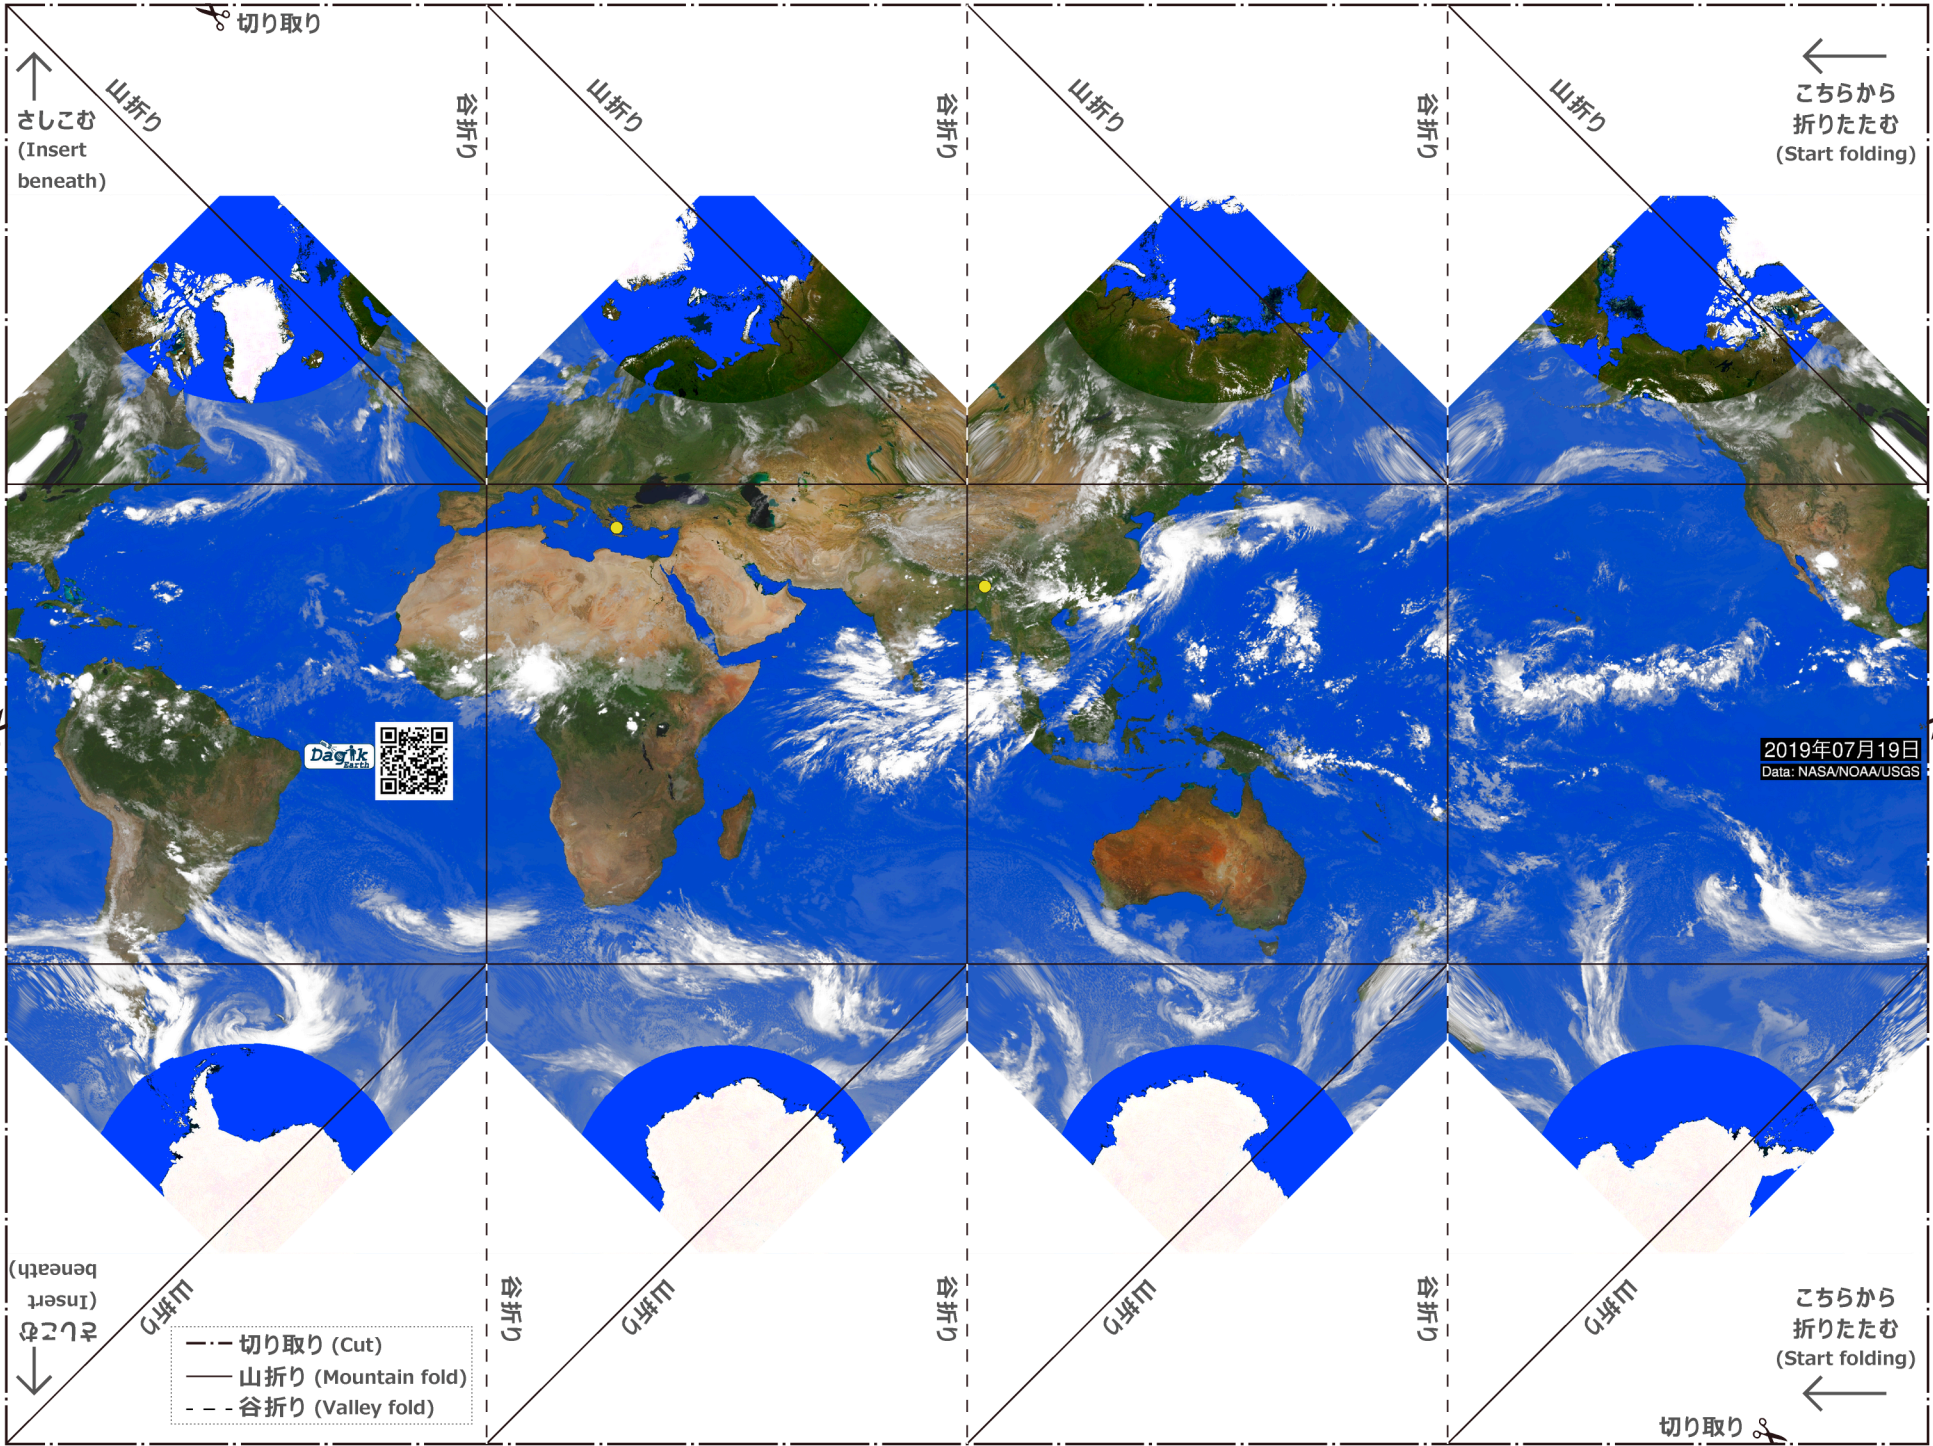 切り取り
山折り
谷折り
山折り
谷折り
山折り
谷折り
山折り
こちらから
折りたたむ
(Start folding)
さしこむ
(Insert
beneath)
Dagik
Earth
2019年07月19日
Data: NASA/NOAA/USGS
さしこむ
(Insert
beneath)
山折り
谷折り
山折り
谷折り
山折り
谷折り
山折り
こちらから
折りたたむ
(Start folding)
切り取り (Cut)
山折り (Mountain fold)
谷折り (Valley fold)
切り取り